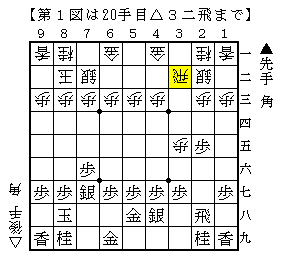 【第１図は20手目△３二飛まで】
９ ８ ７ ６ ５ ４ ３ ２ １
香 桂 金 金 桂 香 一
玉 銀 飛 銀 二
歩 歩 歩 歩 歩 歩 歩 歩 歩 三
四
歩 歩 五
歩 六
歩 歩 銀 歩 歩 歩 歩 歩 七
玉 金 銀 飛 八
香 桂 金 桂 香 九
▲先手 角
△後手 角